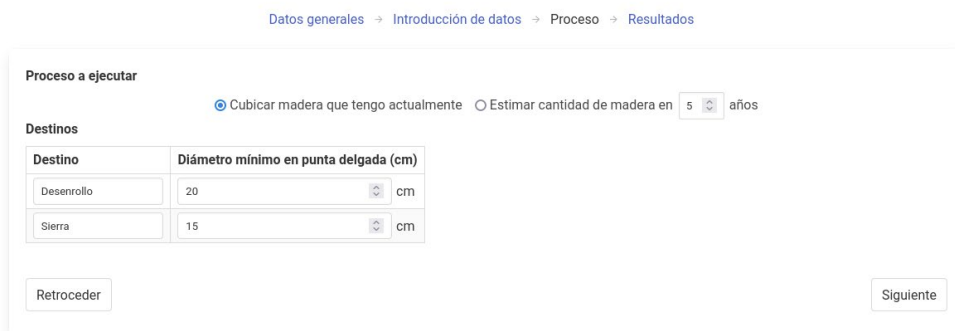 Datos generales → Introducción de datos → Proceso → Resultados
Proceso a ejecutar
Cubicar madera que tengo actualmente Estimar cantidad de madera en 5 años
Destinos
Destino Diámetro mínimo en punta delgada (cm)
Desenrollo 20 cm
Sierra 15 cm
Retroceder Siguiente